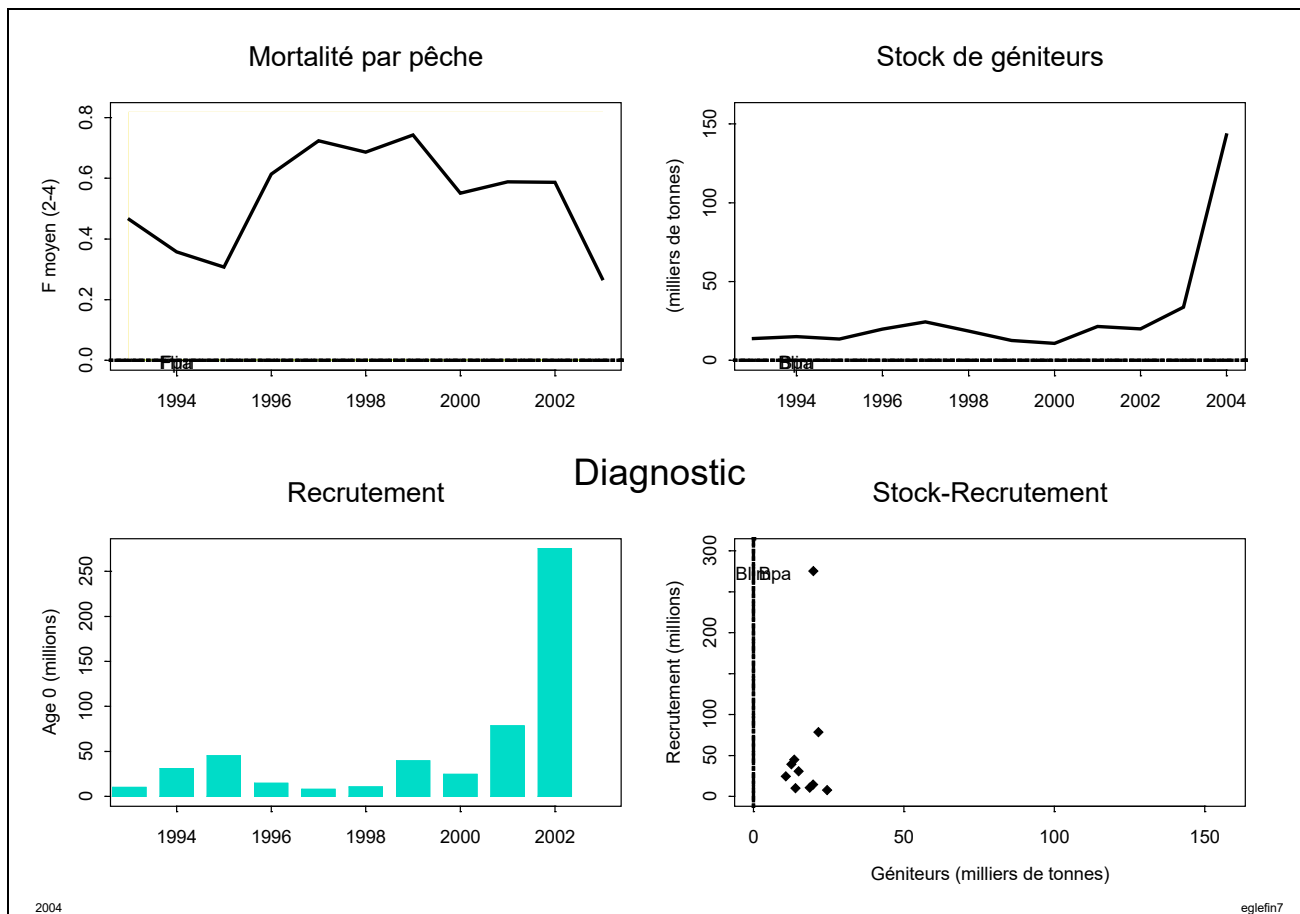 Mortalité par pêche
F moyen (2-4)
0.8
0.6
0.4
0.2
0.0
1994 1996 1998 2000 2002
Stock de géniteurs
(milliers de tonnes)
150
100
50
0
1994 1996 1998 2000 2002 2004
Diagnostic
Recrutement
Age 0 (millions)
250
200
150
100
50
0
1994 1996 1998 2000 2002
Stock-Recrutement
Recrutement (millions)
300
200
100
50
0
Bpa
0 50 100 150
Géniteurs (milliers de tonnes)
2004
eglefin7